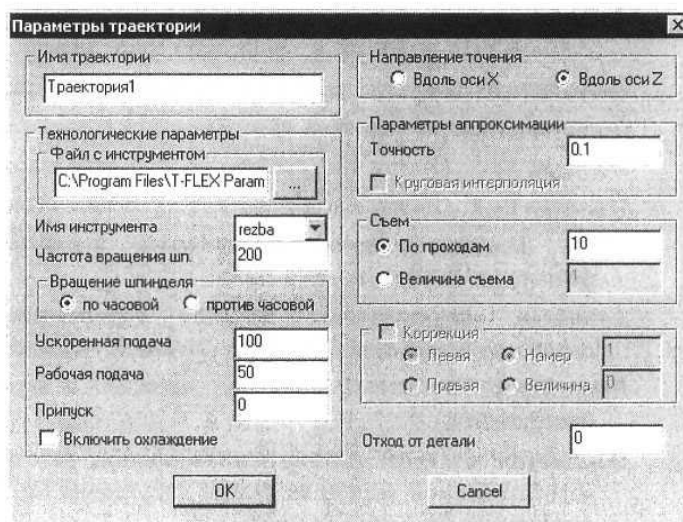 Параметры траектории
Имя траектории
Траектория1
Технологические параметры
Файл с инструментом
C:\Program Files\T-FLEX Param
...
Имя инструмента
rezba
Частота вращения шп.
200
Вращение шпинделя
по часовой
против часовой
Ускоренная подача
100
Рабочая подача
50
Припуск
0
Включить охлаждение
Направление точения
Вдоль оси X
Вдоль оси Z
Параметры аппроксимации
Точность
0.1
Круговая интерполяция
Съем
По проходам
10
Величина съема
1
Коррекция
Левая
Номер
1
Правая
Величина
0
Отход от детали
0
OK
Cancel